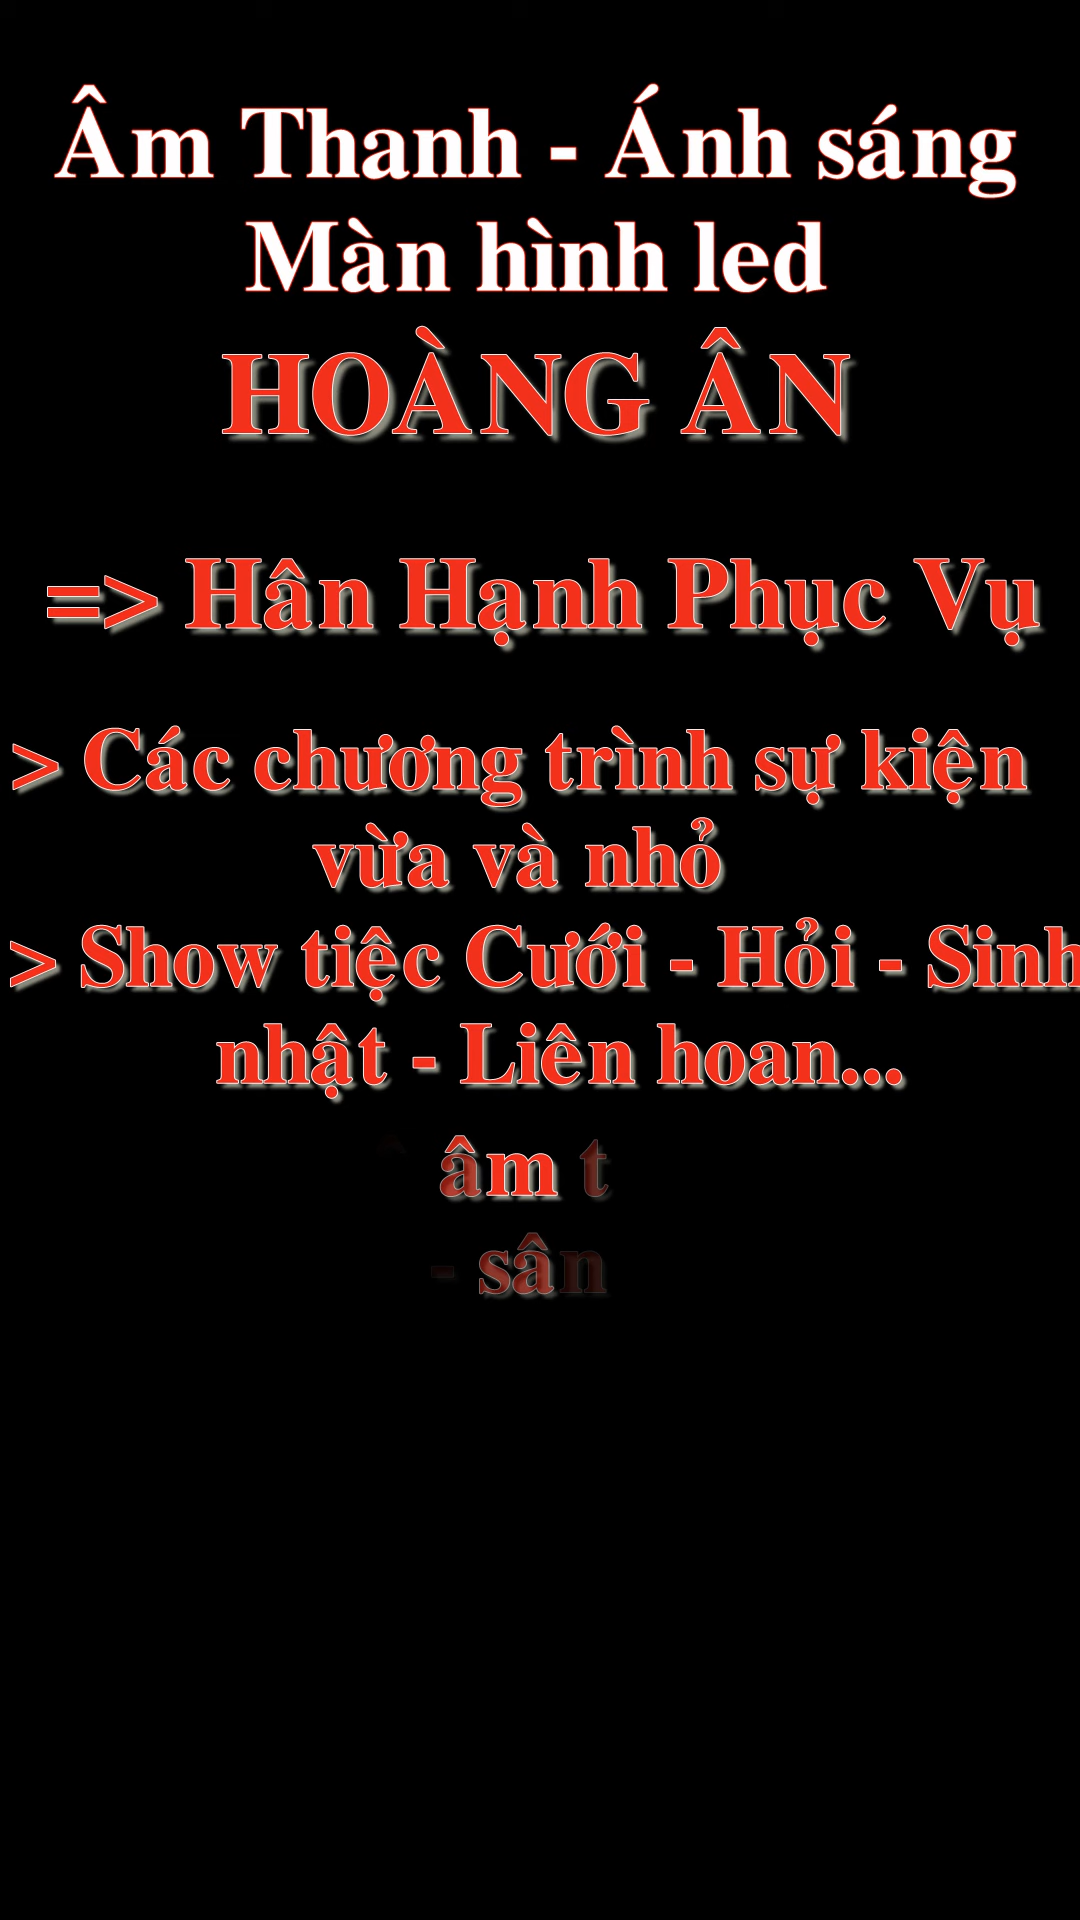 Âm Thanh - Ánh sáng
Màn hình led
HOÀNG ÂN
=> Hân Hạnh Phục Vụ
> Các chương trình sự kiện
vừa và nhỏ
> Show tiệc Cưới - Hỏi - Sinh
nhật - Liên hoan...
âm t
- sân